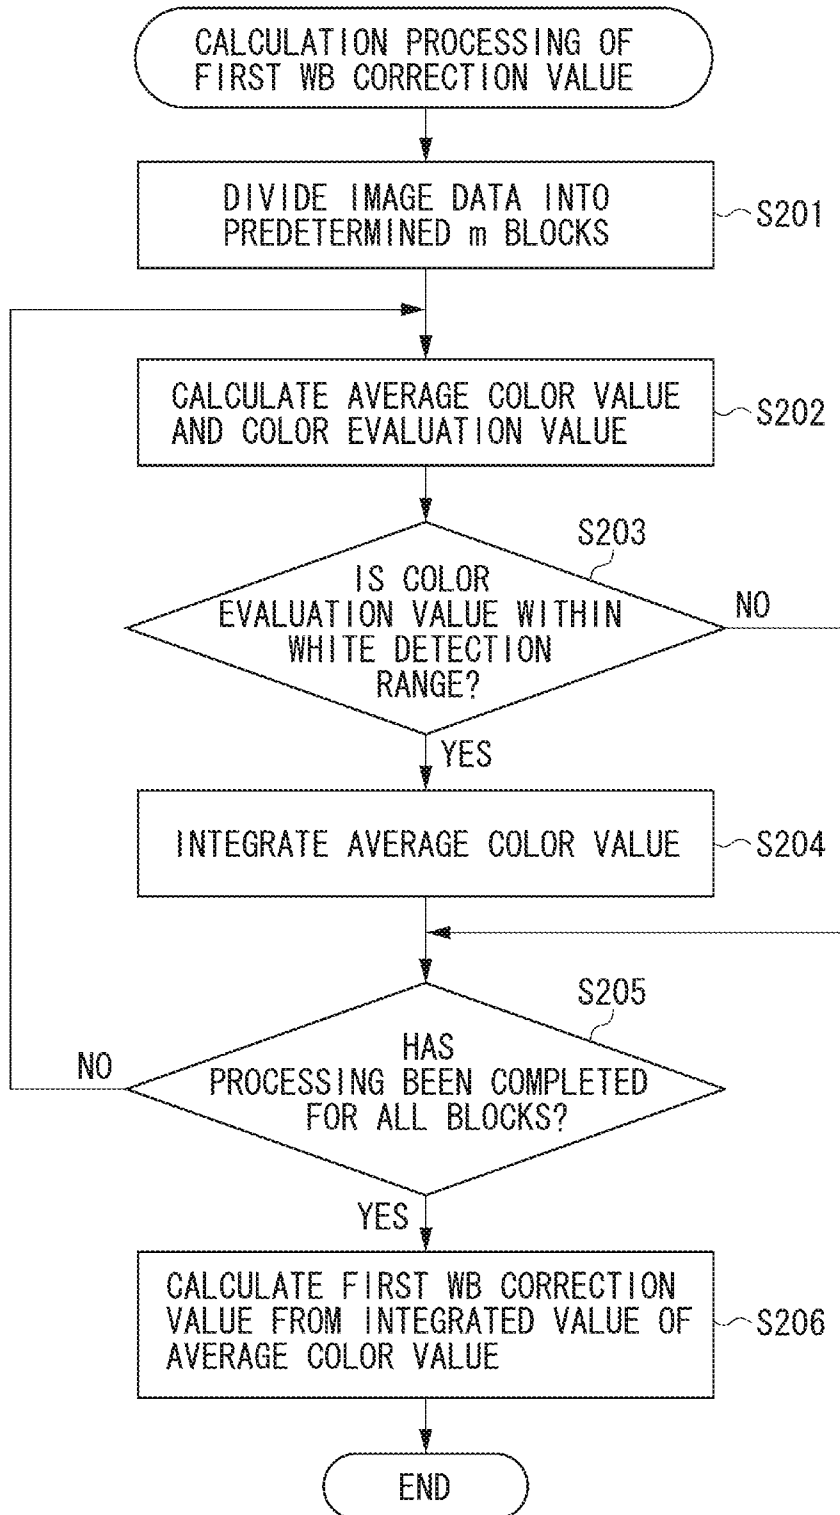 CALCULATION PROCESSING OF
FIRST WB CORRECTION VALUE
DIVIDE IMAGE DATA INTO
PREDETERMINED m BLOCKS
S201
CALCULATE AVERAGE COLOR VALUE
AND COLOR EVALUATION VALUE
S202
S203
IS COLOR
EVALUATION VALUE WITHIN
WHITE DETECTION
RANGE?
NO
YES
INTEGRATE AVERAGE COLOR VALUE
S204
S205
HAS
PROCESSING BEEN COMPLETED
FOR ALL BLOCKS?
NO
YES
CALCULATE FIRST WB CORRECTION
VALUE FROM INTEGRATED VALUE OF
AVERAGE COLOR VALUE
S206
END